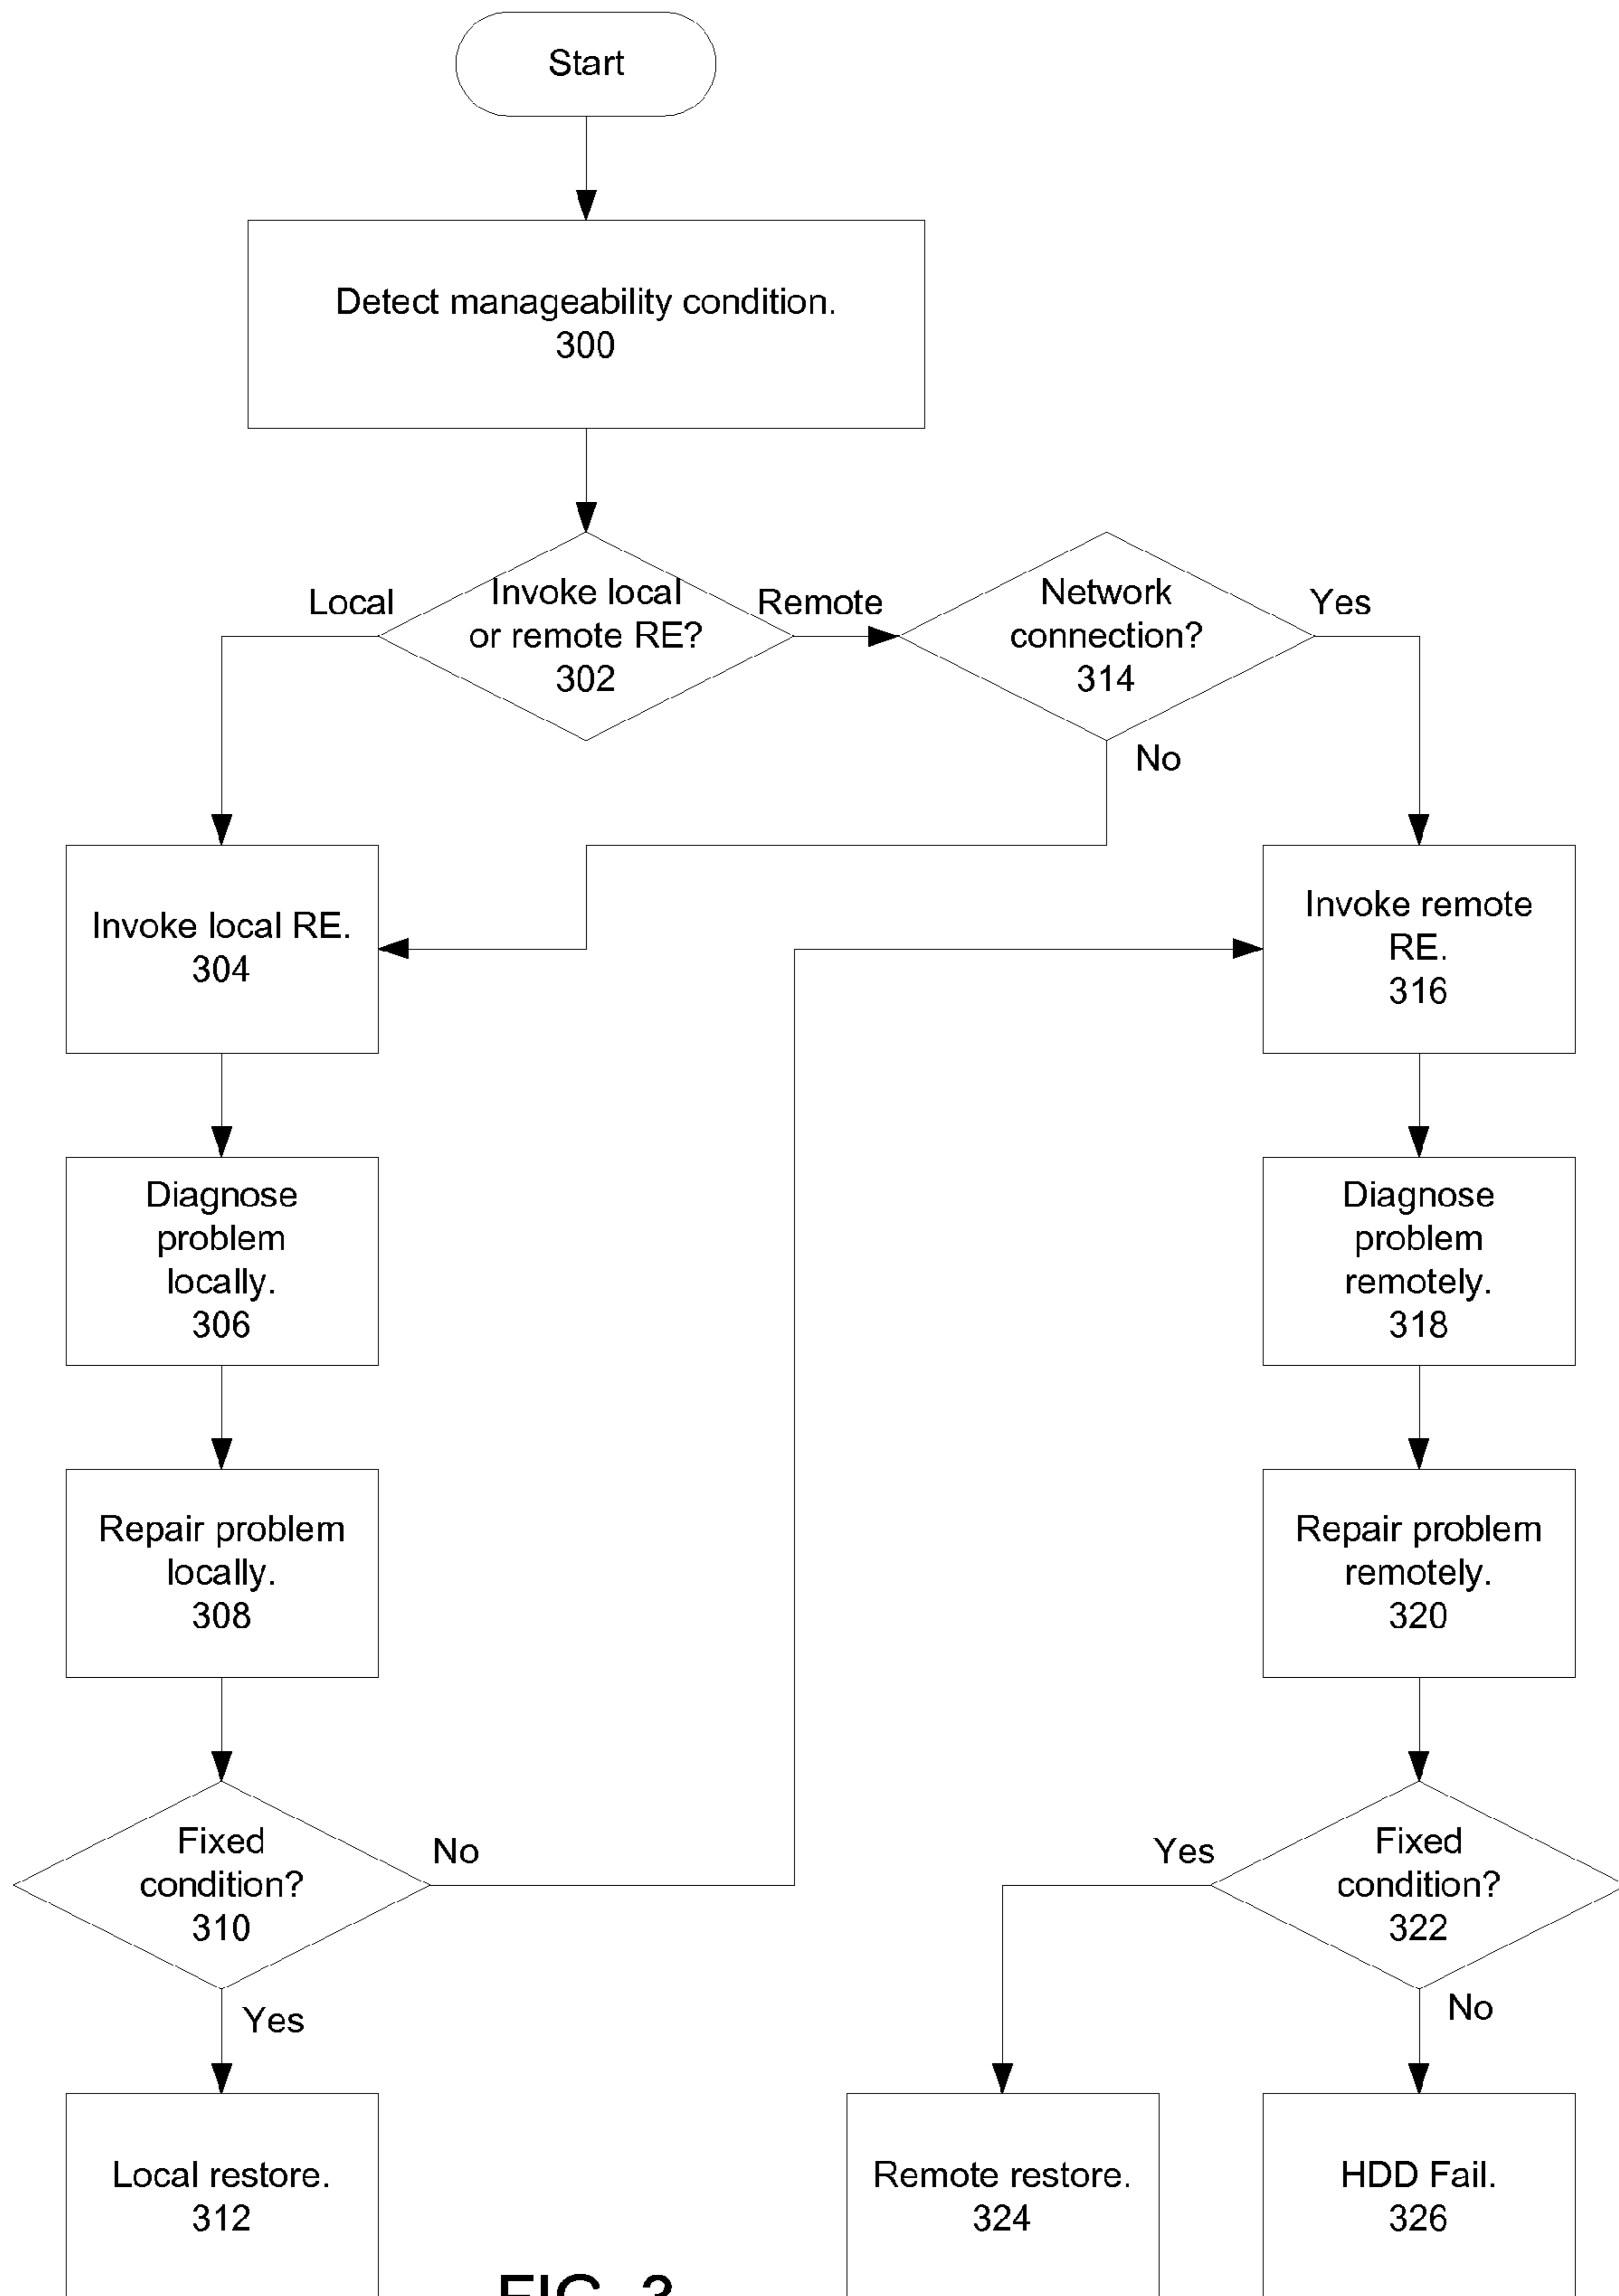 Start
Detect manageability condition.
300
Local
Invoke local
or remote RE?
302
Remote
Network
connection?
314
Yes
No
Invoke local RE.
304
Invoke remote
RE.
316
Diagnose
problem
locally.
306
Diagnose
problem
remotely.
318
Repair problem
locally.
308
Repair problem
remotely.
320
Fixed
condition?
310
No
Yes
Yes
Fixed
condition?
322
No
Local restore.
312
Remote restore.
324
HDD Fail.
326
FIG. 3